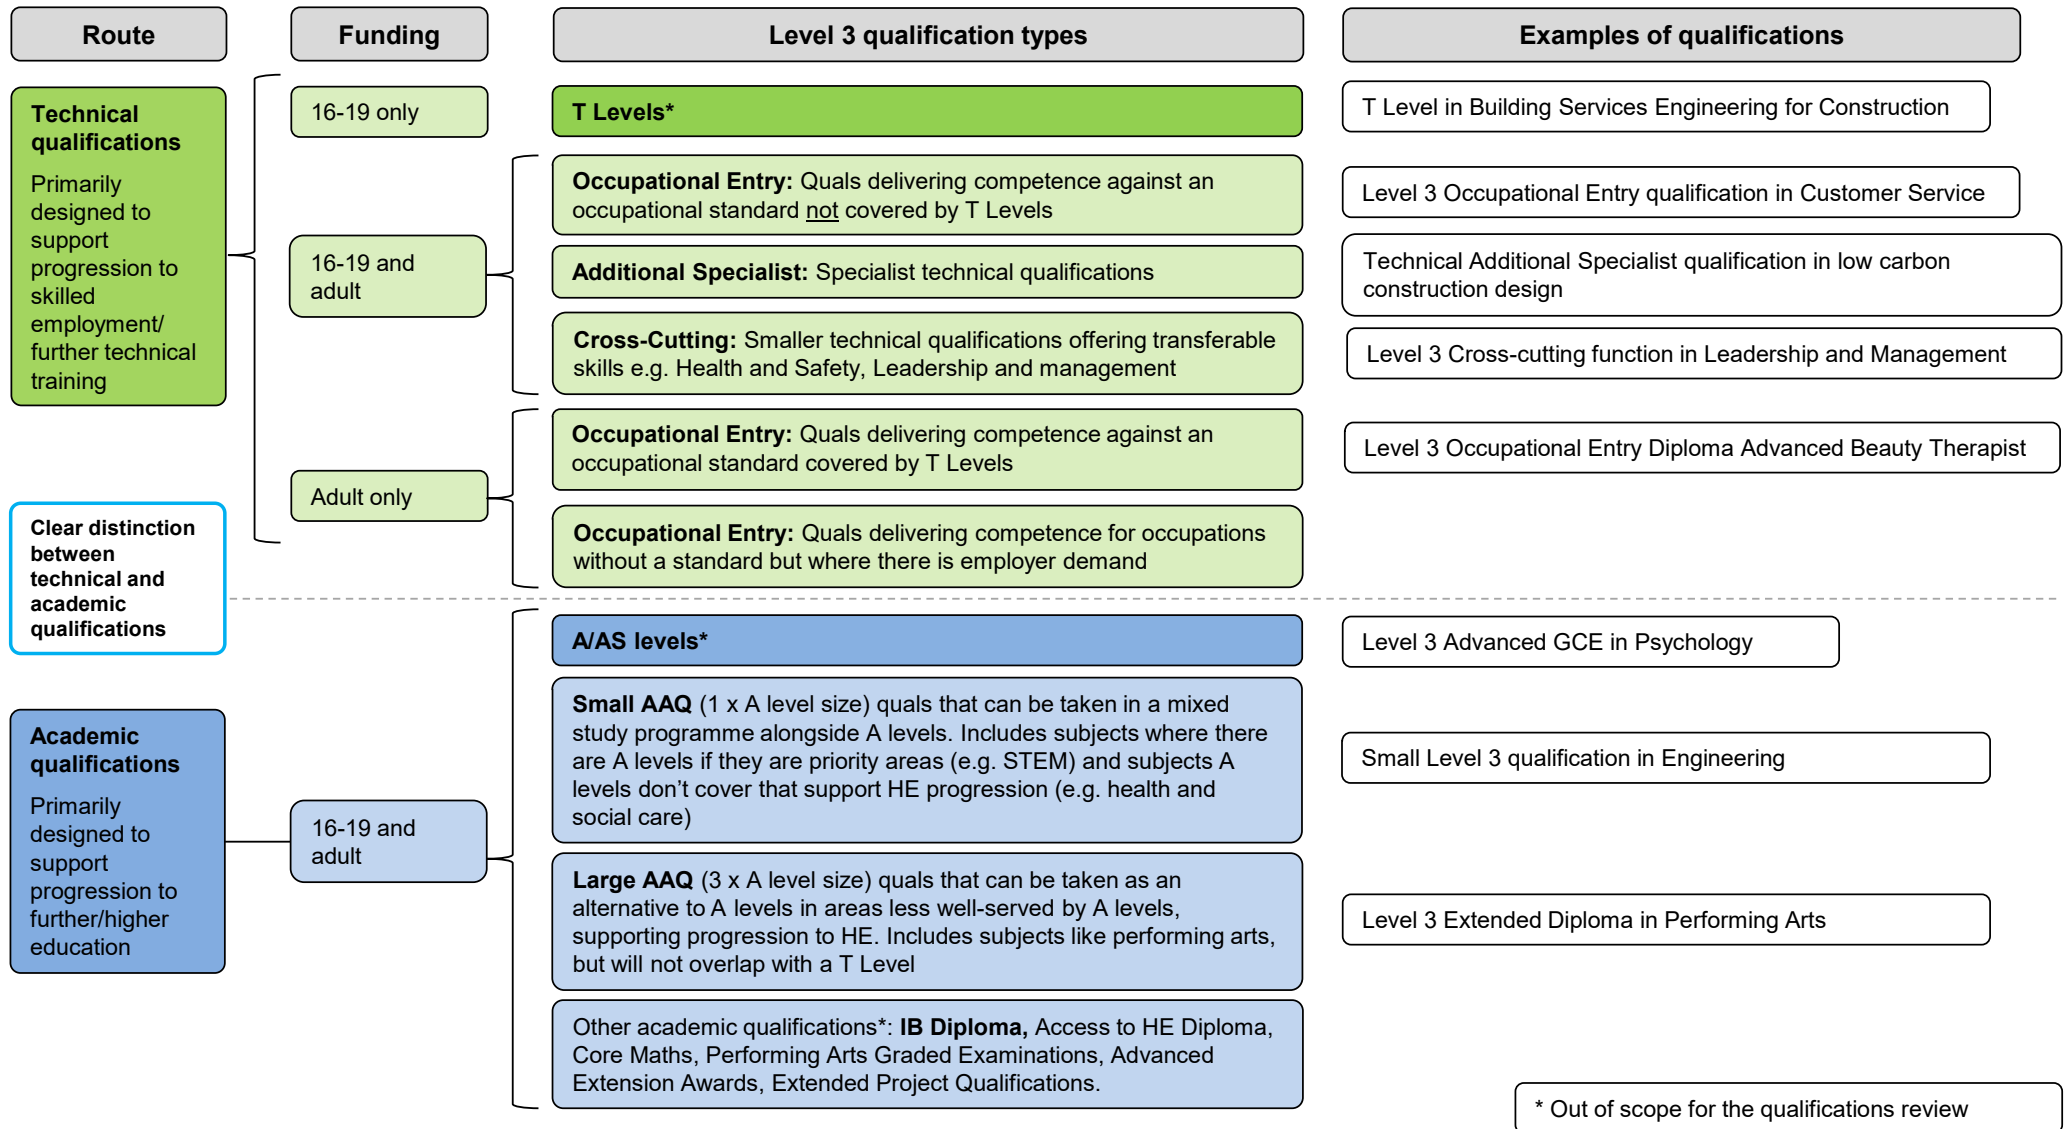 Route
Funding
Level 3 qualification types
Examples of qualifications
Technical
qualifications
Primarily
designed to
support
progression to
skilled
employment/
further technical
training
16-19 only
T Levels*
T Level in Building Services Engineering for Construction
16-19 and
adult
Occupational Entry: Quals delivering competence against an
occupational standard not covered by T Levels
Level 3 Occupational Entry qualification in Customer Service
Additional Specialist: Specialist technical qualifications
Technical Additional Specialist qualification in low carbon
construction design
Cross-Cutting: Smaller technical qualifications offering transferable
skills e.g. Health and Safety, Leadership and management
Level 3 Cross-cutting function in Leadership and Management
Adult only
Occupational Entry: Quals delivering competence against an
occupational standard covered by T Levels
Level 3 Occupational Entry Diploma Advanced Beauty Therapist
Occupational Entry: Quals delivering competence for occupations
without a standard but where there is employer demand
Clear distinction
between
technical and
academic
qualifications
Academic
qualifications
Primarily
designed to
support
progression to
further/higher
education
16-19 and
adult
A/AS levels*
Level 3 Advanced GCE in Psychology
Small AAQ (1 x A level size) quals that can be taken in a mixed
study programme alongside A levels. Includes subjects where there
are A levels if they are priority areas (e.g. STEM) and subjects A
levels don’t cover that support HE progression (e.g. health and
social care)
Small Level 3 qualification in Engineering
Large AAQ (3 x A level size) quals that can be taken as an
alternative to A levels in areas less well-served by A levels,
supporting progression to HE. Includes subjects like performing arts,
but will not overlap with a T Level
Level 3 Extended Diploma in Performing Arts
Other academic qualifications*: IB Diploma, Access to HE Diploma,
Core Maths, Performing Arts Graded Examinations, Advanced
Extension Awards, Extended Project Qualifications.
* Out of scope for the qualifications review